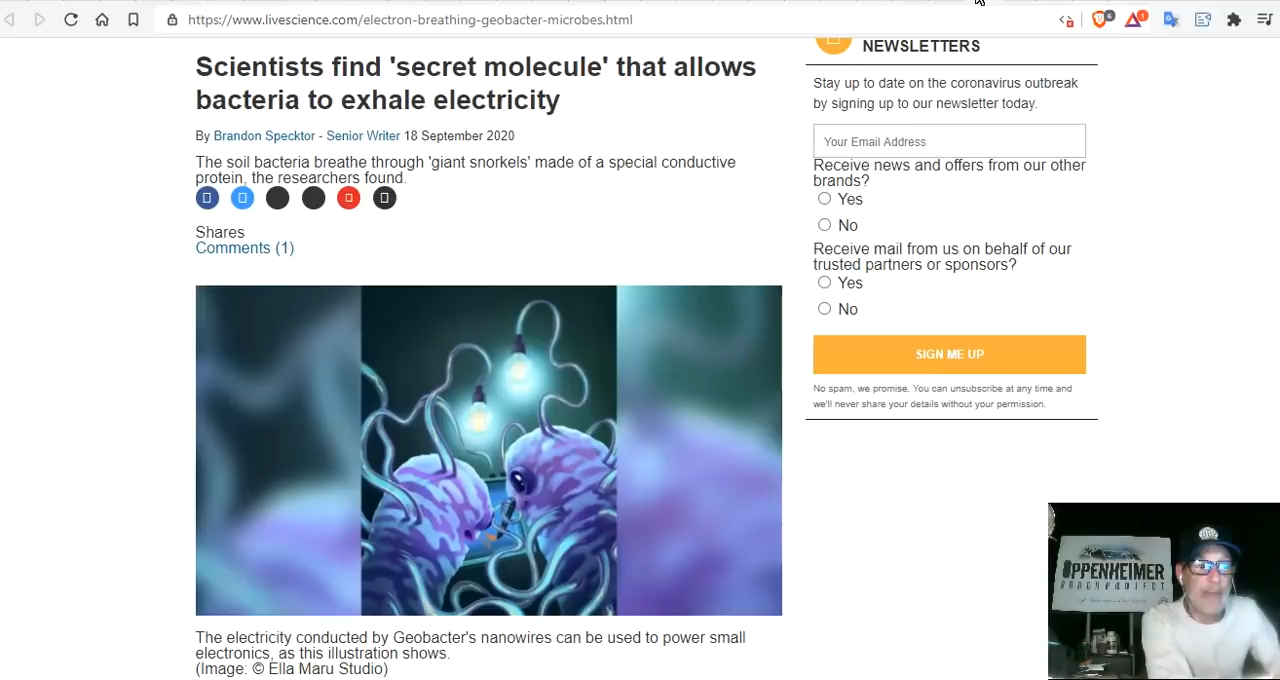 https://www.livescience.com/electron-breathing-geobacter-microbes.html
6
1
Scientists find 'secret molecule' that allows
bacteria to exhale electricity
By Brandon Specktor - Senior Writer 18 September 2020
The soil bacteria breathe through 'giant snorkels' made of a special conductive
protein, the researchers found.
Shares
Comments (1)
The electricity conducted by Geobacter's nanowires can be used to power small
electronics, as this illustration shows.
(Image: © Ella Maru Studio)
NEWSLETTERS
Stay up to date on the coronavirus outbreak
by signing up to our newsletter today.
Your Email Address
Receive news and offers from our other
brands?
Yes
No
Receive mail from us on behalf of our
trusted partners or sponsors?
Yes
No
SIGN ME UP
No spam, we promise. You can unsubscribe at any time and
we'll never share your details without your permission.
OPPENHEIMER
RANCH PROJECT